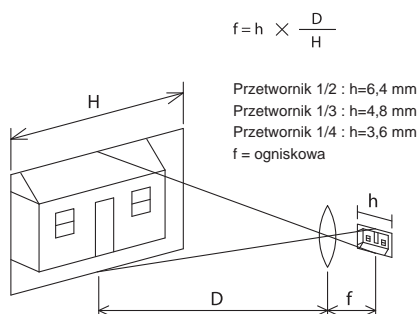 f = h × D
H
Przetwornik 1/2 : h=6,4 mm
Przetwornik 1/3 : h=4,8 mm
Przetwornik 1/4 : h=3,6 mm
f = ogniskowa
H
h
D
f